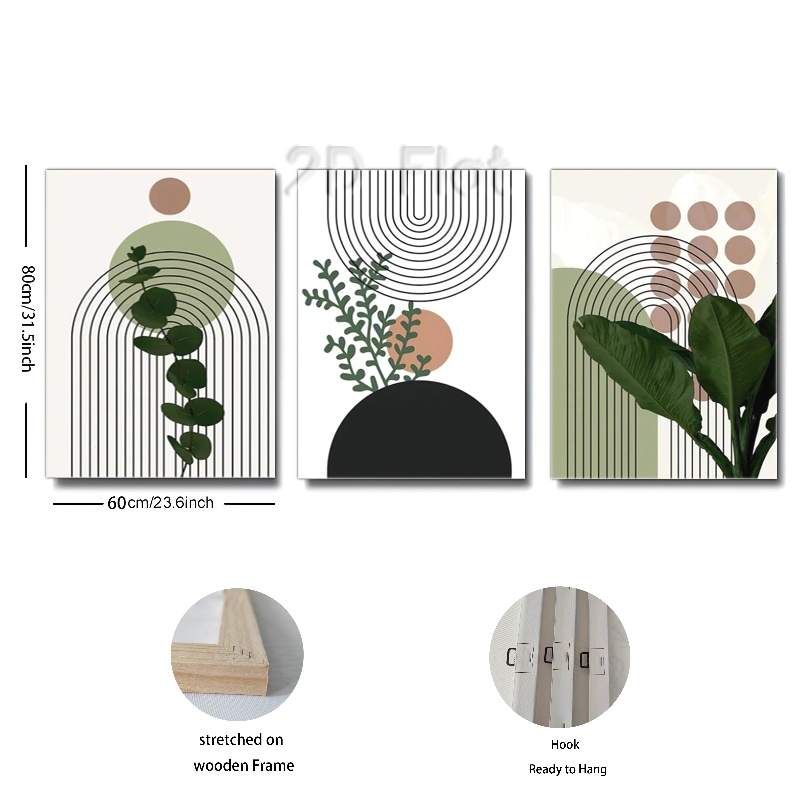 2D Flat
80cm/31.5inch
60cm/23.6inch
stretched on
wooden Frame
Hook
Ready to Hang